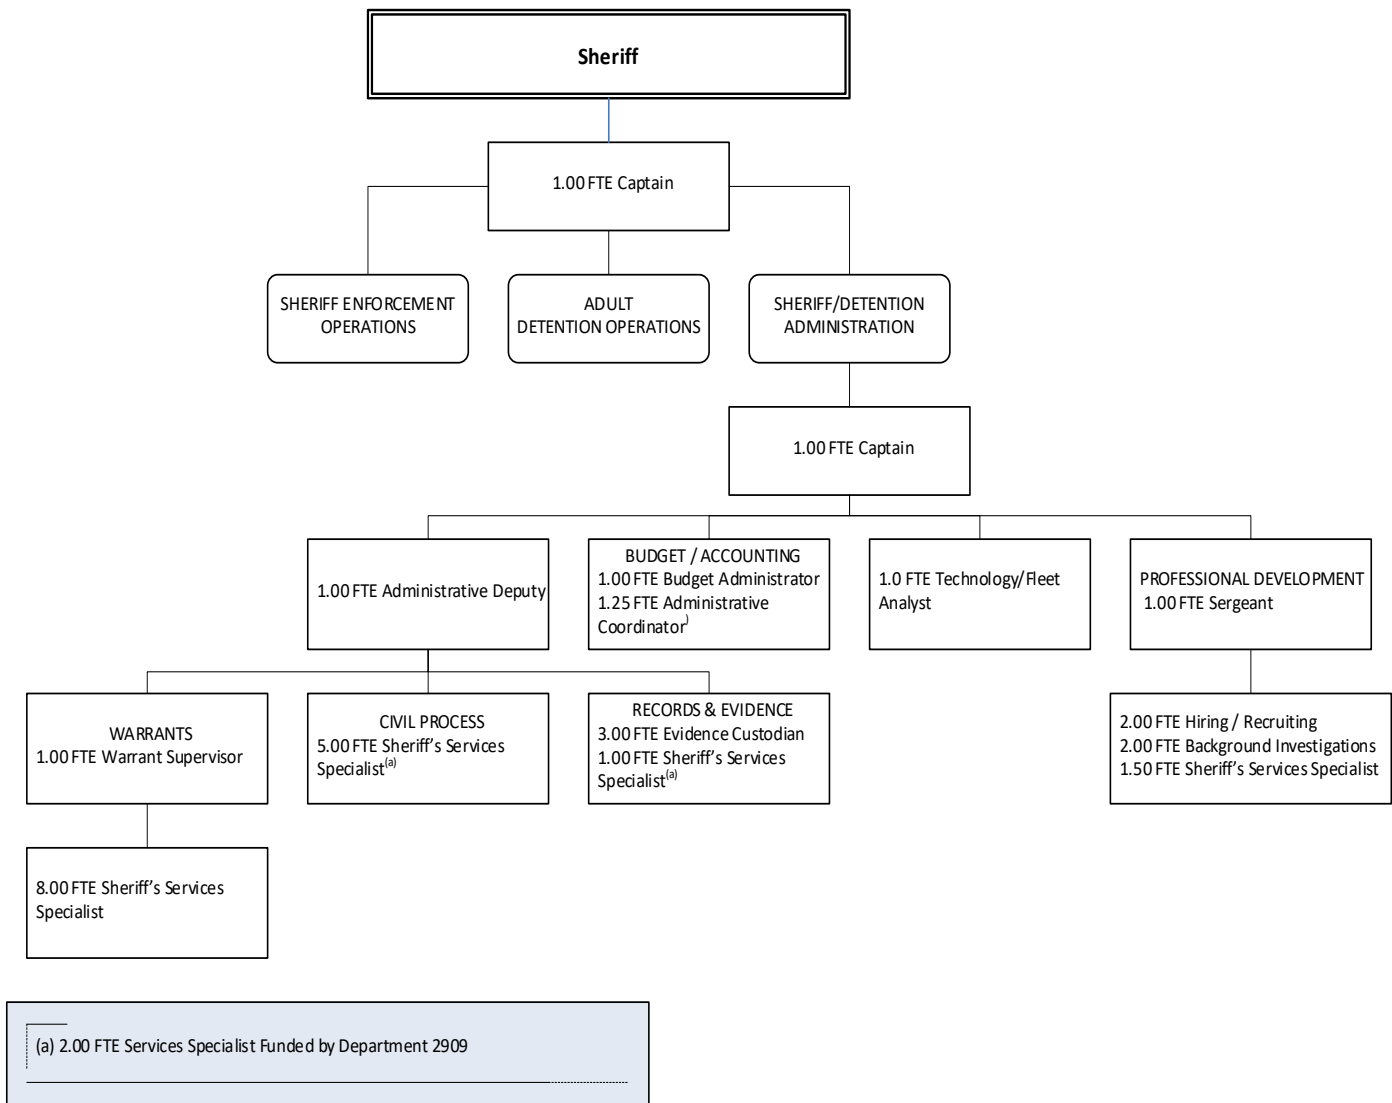 Sheriff
1.00 FTE Captain
SHERIFF ENFORCEMENT
OPERATIONS
ADULT
DETENTION OPERATIONS
SHERIFF/DETENTION
ADMINISTRATION
1.00 FTE Captain
1.00 FTE Administrative Deputy
BUDGET / ACCOUNTING
1.00 FTE Budget Administrator
1.25 FTE Administrative
Coordinator)
1.0 FTE Technology/Fleet
Analyst
PROFESSIONAL DEVELOPMENT
1.00 FTE Sergeant
WARRANTS
1.00 FTE Warrant Supervisor
CIVIL PROCESS
5.00 FTE Sheriff’s Services
Specialist(a)
RECORDS & EVIDENCE
3.00 FTE Evidence Custodian
1.00 FTE Sheriff’s Services
Specialist(a)
2.00 FTE Hiring / Recruiting
2.00 FTE Background Investigations
1.50 FTE Sheriff’s Services Specialist
8.00 FTE Sheriff’s Services
Specialist
(a) 2.00 FTE Services Specialist Funded by Department 2909